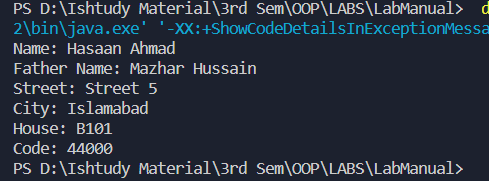 PS D:\Ishtudy Material\3rd Sem\OOP\LABS\LabManual> d
2\bin\java.exe' '-XX:+ShowCodeDetailsInExceptionMessa
Name: Hasaan Ahmad
Father Name: Mazhar Hussain
Street: Street 5
City: Islamabad
House: B101
Code: 44000
PS D:\Ishtudy Material\3rd Sem\OOP\LABS\LabManual>